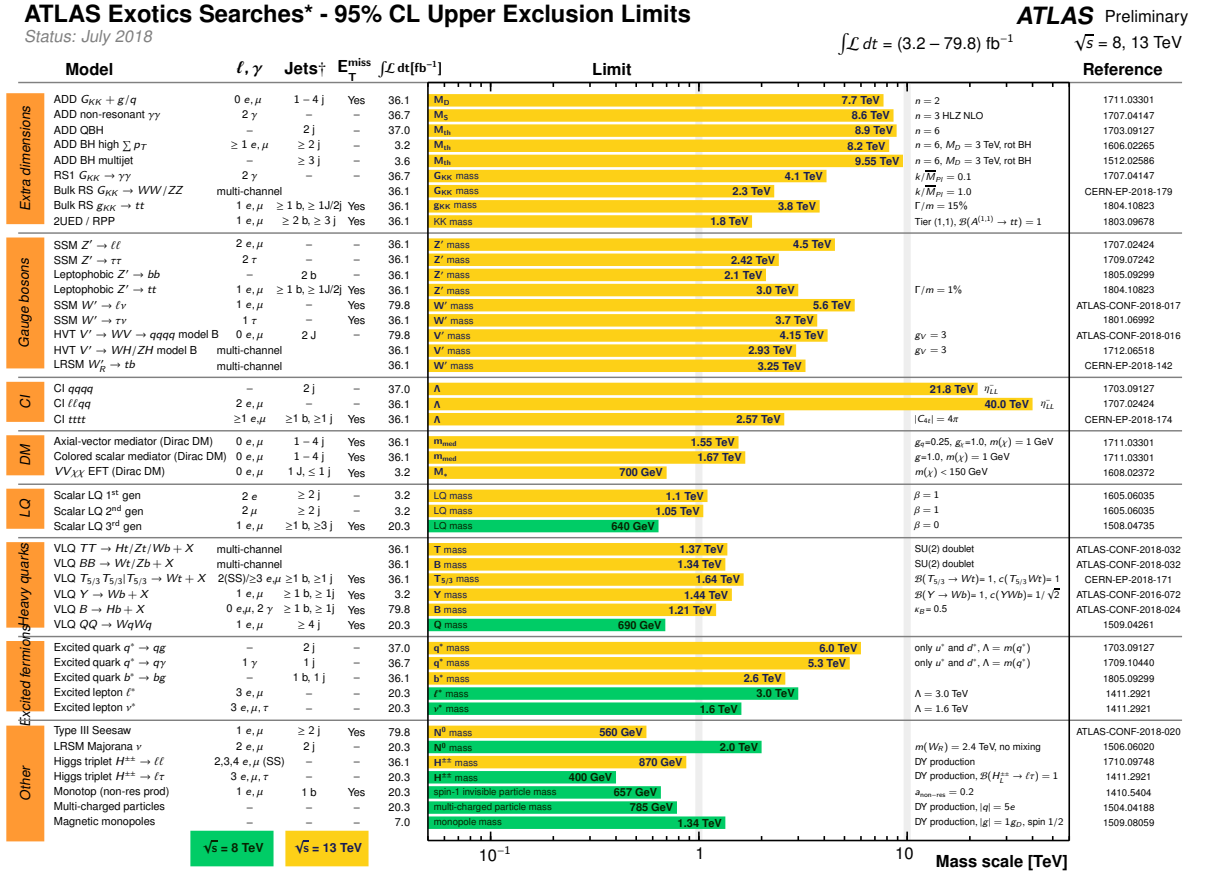 ATLAS Exotics Searches* - 95% CL Upper Exclusion Limits
ATLAS Preliminary
Status: July 2018
∫ℒ dt = (3.2 – 79.8) fb⁻¹ √s = 8, 13 TeV
Model ℓ, γ Jets† E_T^miss ∫ℒ dt[fb⁻¹] Limit Reference
Extra dimensions
ADD G_KK + g/q 0 e, μ 1 − 4 j Yes 36.1 M_D 7.7 TeV n = 2 1711.03301
ADD non-resonant γγ 2 γ − − 36.7 M_S 8.6 TeV n = 3 HLZ NLO 1707.04147
ADD QBH − 2 j − 37.0 M_th 8.9 TeV n = 6 1703.09127
ADD BH high ∑ p_T ≥ 1 e, μ ≥ 2 j − 3.2 M_th 8.2 TeV n = 6, M_D = 3 TeV, rot BH 1606.02265
ADD BH multijet − ≥ 3 j − 3.6 M_th 9.55 TeV n = 6, M_D = 3 TeV, rot BH 1512.02586
RS1 G_KK → γγ 2 γ − − 36.7 G_KK mass 4.1 TeV k/M̅_Pl = 0.1 1707.04147
Bulk RS G_KK → WW/ZZ multi-channel 36.1 G_KK mass 2.3 TeV k/M̅_Pl = 1.0 CERN-EP-2018-179
Bulk RS g_KK → tt 1 e, μ ≥ 1 b, ≥ 1J/2j Yes 36.1 g_KK mass 3.8 TeV Γ/m = 15% 1804.10823
2UED / RPP 1 e, μ ≥ 2 b, ≥ 3 j Yes 36.1 KK mass 1.8 TeV Tier (1,1), ℬ(A^(1,1) → tt) = 1 1803.09678
Gauge bosons
SSM Z′ → ℓℓ 2 e, μ − − 36.1 Z′ mass 4.5 TeV 1707.02424
SSM Z′ → ττ 2 τ − − 36.1 Z′ mass 2.42 TeV 1709.07242
Leptophobic Z′ → bb − 2 b − 36.1 Z′ mass 2.1 TeV 1805.09299
Leptophobic Z′ → tt 1 e, μ ≥ 1 b, ≥ 1J/2j Yes 36.1 Z′ mass 3.0 TeV Γ/m = 1% 1804.10823
SSM W′ → ℓν 1 e, μ − Yes 79.8 W′ mass 5.6 TeV ATLAS-CONF-2018-017
SSM W′ → τν 1 τ − Yes 36.1 W′ mass 3.7 TeV 1801.06992
HVT V′ → WV → qqqq model B 0 e, μ 2 J − 79.8 V′ mass 4.15 TeV g_V = 3 ATLAS-CONF-2018-016
HVT V′ → WH/ZH model B multi-channel 36.1 V′ mass 2.93 TeV g_V = 3 1712.06518
LRSM W′_R → tb multi-channel 36.1 W′ mass 3.25 TeV CERN-EP-2018-142
CI
CI qqqq − 2 j − 37.0 Λ 21.8 TeV η⁻_LL 1703.09127
CI ℓℓqq 2 e, μ − − 36.1 Λ 40.0 TeV η⁻_LL 1707.02424
CI tttt ≥1 e,μ ≥1 b, ≥1 j Yes 36.1 Λ 2.57 TeV |C_4t| = 4π CERN-EP-2018-174
DM
Axial-vector mediator (Dirac DM) 0 e, μ 1 − 4 j Yes 36.1 m_med 1.55 TeV g_q=0.25, g_χ=1.0, m(χ) = 1 GeV 1711.03301
Colored scalar mediator (Dirac DM) 0 e, μ 1 − 4 j Yes 36.1 m_med 1.67 TeV g=1.0, m(χ) = 1 GeV 1711.03301
VVχχ EFT (Dirac DM) 0 e, μ 1 J, ≤ 1 j Yes 3.2 M_* 700 GeV m(χ) < 150 GeV 1608.02372
LQ
Scalar LQ 1st gen 2 e ≥ 2 j − 3.2 LQ mass 1.1 TeV β = 1 1605.06035
Scalar LQ 2nd gen 2 μ ≥ 2 j − 3.2 LQ mass 1.05 TeV β = 1 1605.06035
Scalar LQ 3rd gen 1 e, μ ≥1 b, ≥3 j Yes 20.3 LQ mass 640 GeV β = 0 1508.04735
Heavy quarks
VLQ TT → Ht/Zt/Wb + X multi-channel 36.1 T mass 1.37 TeV SU(2) doublet ATLAS-CONF-2018-032
VLQ BB → Wt/Zb + X multi-channel 36.1 B mass 1.34 TeV SU(2) doublet ATLAS-CONF-2018-032
VLQ T_5/3 T_5/3|T_5/3 → Wt + X 2(SS)/≥3 e,μ ≥1 b, ≥1 j Yes 36.1 T_5/3 mass 1.64 TeV ℬ(T_5/3 → Wt)= 1, c(T_5/3Wt)= 1 CERN-EP-2018-171
VLQ Y → Wb + X 1 e, μ ≥ 1 b, ≥ 1j Yes 3.2 Y mass 1.44 TeV ℬ(Y → Wb)= 1, c(YWb)= 1/√2 ATLAS-CONF-2016-072
VLQ B → Hb + X 0 e,μ, 2 γ ≥ 1 b, ≥ 1j Yes 79.8 B mass 1.21 TeV κ_B= 0.5 ATLAS-CONF-2018-024
VLQ QQ → WqWq 1 e, μ ≥ 4 j Yes 20.3 Q mass 690 GeV 1509.04261
Excited fermions
Excited quark q* → qg − 2 j − 37.0 q* mass 6.0 TeV only u* and d*, Λ = m(q*) 1703.09127
Excited quark q* → qγ 1 γ 1 j − 36.7 q* mass 5.3 TeV only u* and d*, Λ = m(q*) 1709.10440
Excited quark b* → bg − 1 b, 1 j − 36.1 b* mass 2.6 TeV 1805.09299
Excited lepton ℓ* 3 e, μ − − 20.3 ℓ* mass 3.0 TeV Λ = 3.0 TeV 1411.2921
Excited lepton ν* 3 e, μ, τ − − 20.3 ν* mass 1.6 TeV Λ = 1.6 TeV 1411.2921
Other
Type III Seesaw 1 e, μ ≥ 2 j Yes 79.8 N⁰ mass 560 GeV ATLAS-CONF-2018-020
LRSM Majorana ν 2 e, μ 2 j − 20.3 N⁰ mass 2.0 TeV m(W_R) = 2.4 TeV, no mixing 1506.06020
Higgs triplet H^±± → ℓℓ 2,3,4 e, μ (SS) − − 36.1 H^±± mass 870 GeV DY production 1710.09748
Higgs triplet H^±± → ℓτ 3 e, μ, τ − − 20.3 H^±± mass 400 GeV DY production, ℬ(H_L^±± → ℓτ) = 1 1411.2921
Monotop (non-res prod) 1 e, μ 1 b Yes 20.3 spin-1 invisible particle mass 657 GeV a_non-res = 0.2 1410.5404
Multi-charged particles − − − 20.3 multi-charged particle mass 785 GeV DY production, |q| = 5e 1504.04188
Magnetic monopoles − − − 7.0 monopole mass 1.34 TeV DY production, |g| = 1g_D, spin 1/2 1509.08059
√s = 8 TeV √s = 13 TeV
10⁻¹ 1 10
Mass scale [TeV]